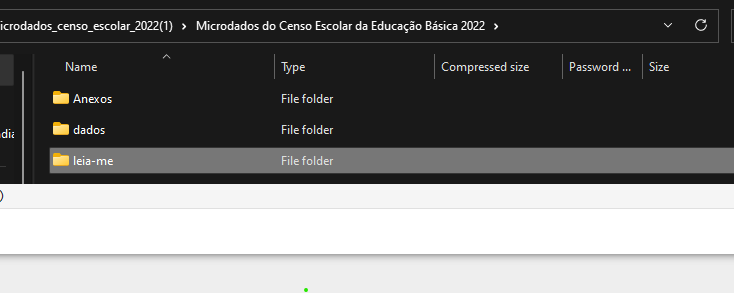 icrodados_censo_escolar_2022(1) > Microdados do Censo Escolar da Educação Básica 2022 >
Name Type Compressed size Password ... Size
Anexos File folder
dados File folder
leia-me File folder